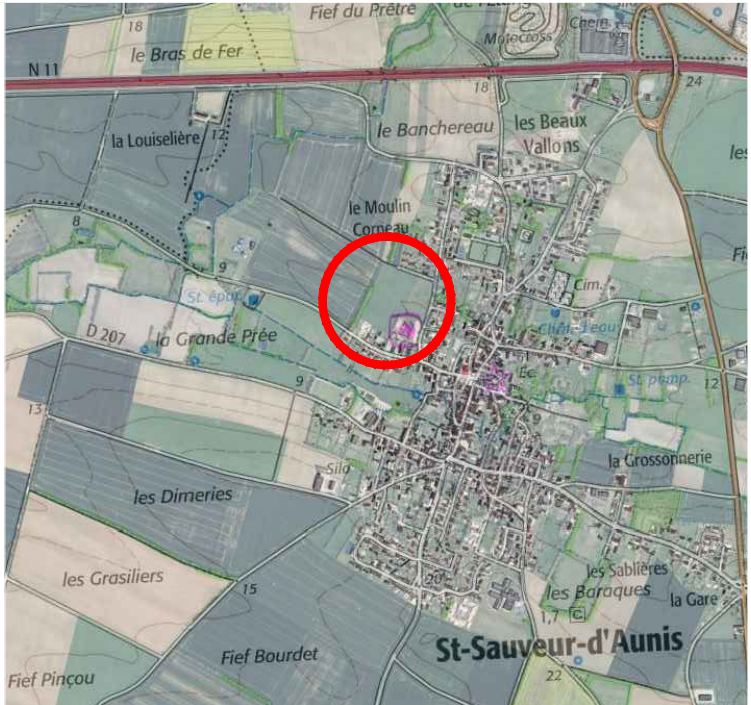 Fief du Prêtre
18
Chem.
Motocross
le Bras de Fer
N 11
24
18
la Louiselière
12
le Banchereau
les Beaux
Vallons
les
8
le Moulin
Corneau
9
Cim.
St. épur.
Chât. d'eau
D 207
la Grande Prée
Ec.
9
St. pomp.
12
13
la Grossonnerie
Silo
les Dimeries
les Grasiliers
15
20
les Sablières
les Baraques
la Gare
1,7
C
St-Sauveur-d'Aunis
Fief Bourdet
Fief Pinçou
22